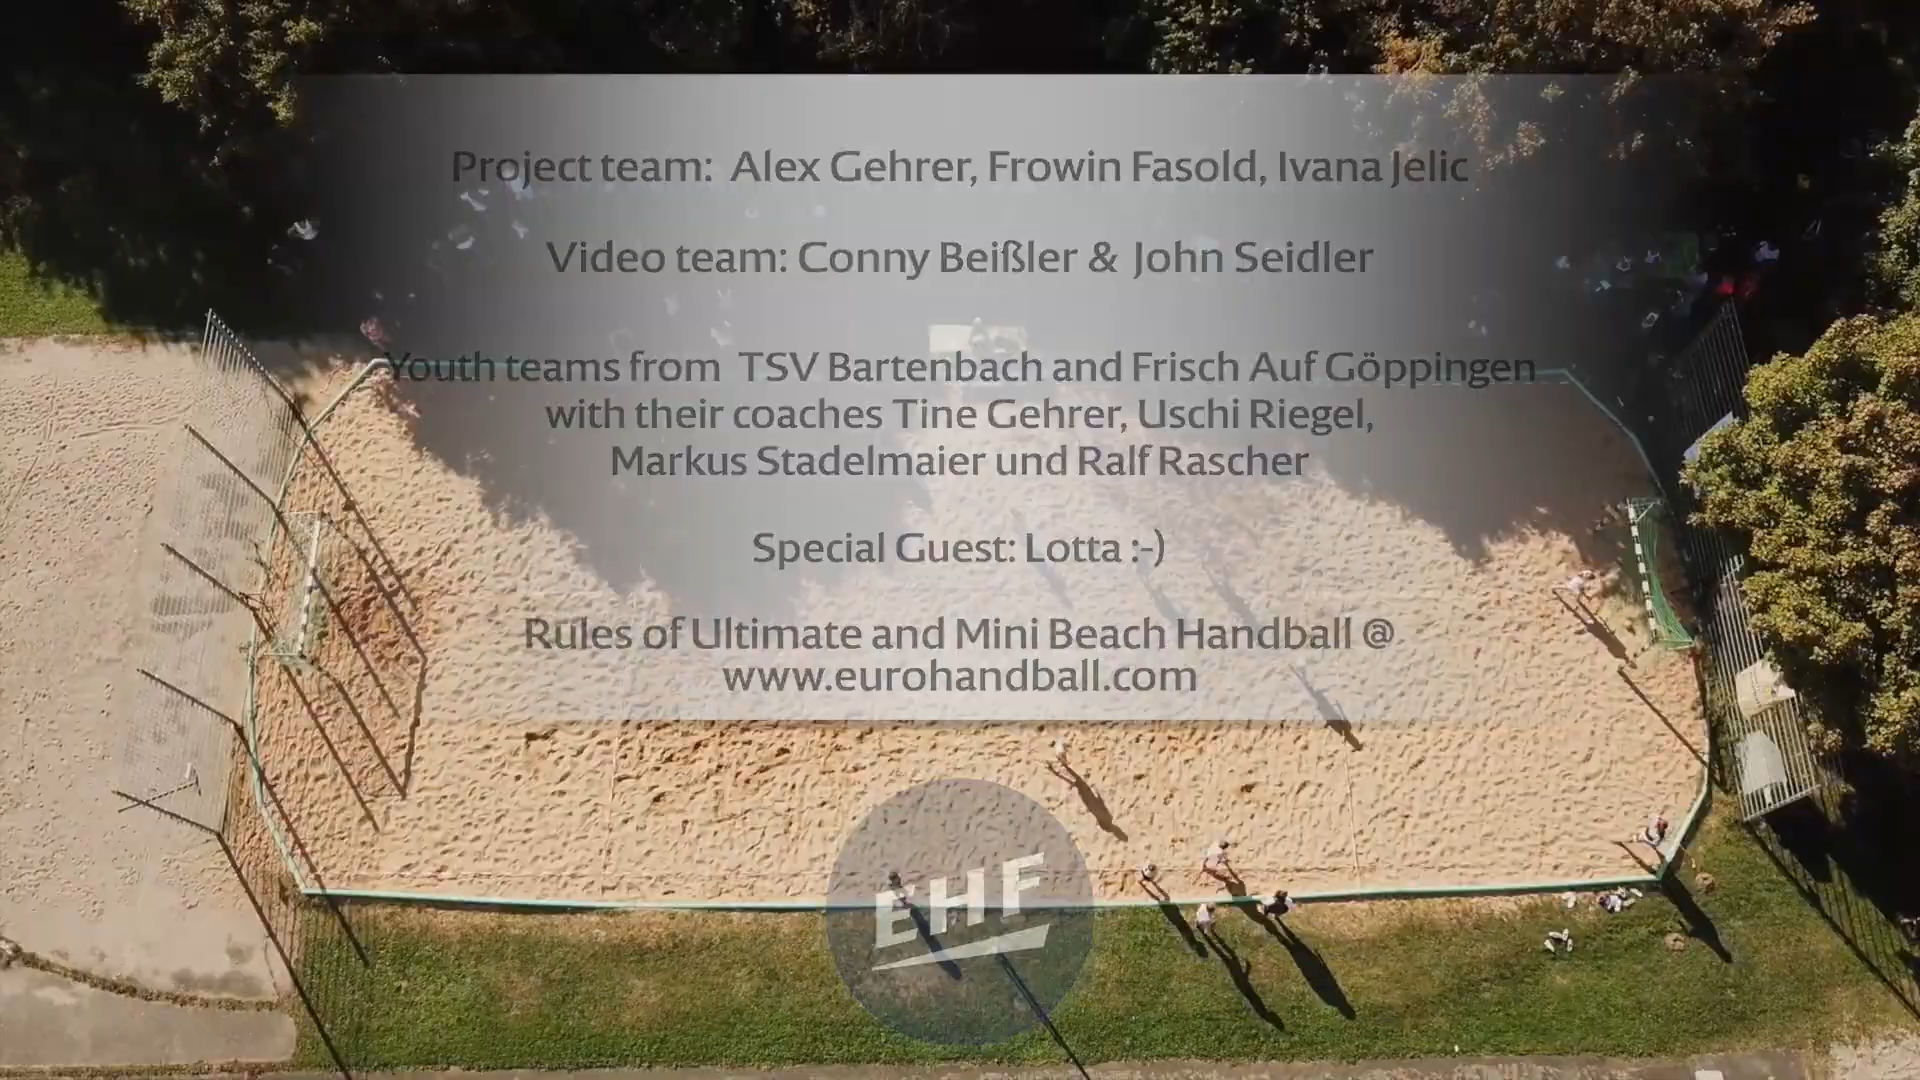 Project team: Alex Gehrer, Frowin Fasold, Ivana Jelic
Video team: Conny Beißler & John Seidler
Youth teams from TSV Bartenbach and Frisch Auf Göppingen
with their coaches Tine Gehrer, Uschi Riegel,
Markus Stadelmaier und Ralf Rascher
Special Guest: Lotta :-)
Rules of Ultimate and Mini Beach Handball @
www.eurohandball.com
EHF